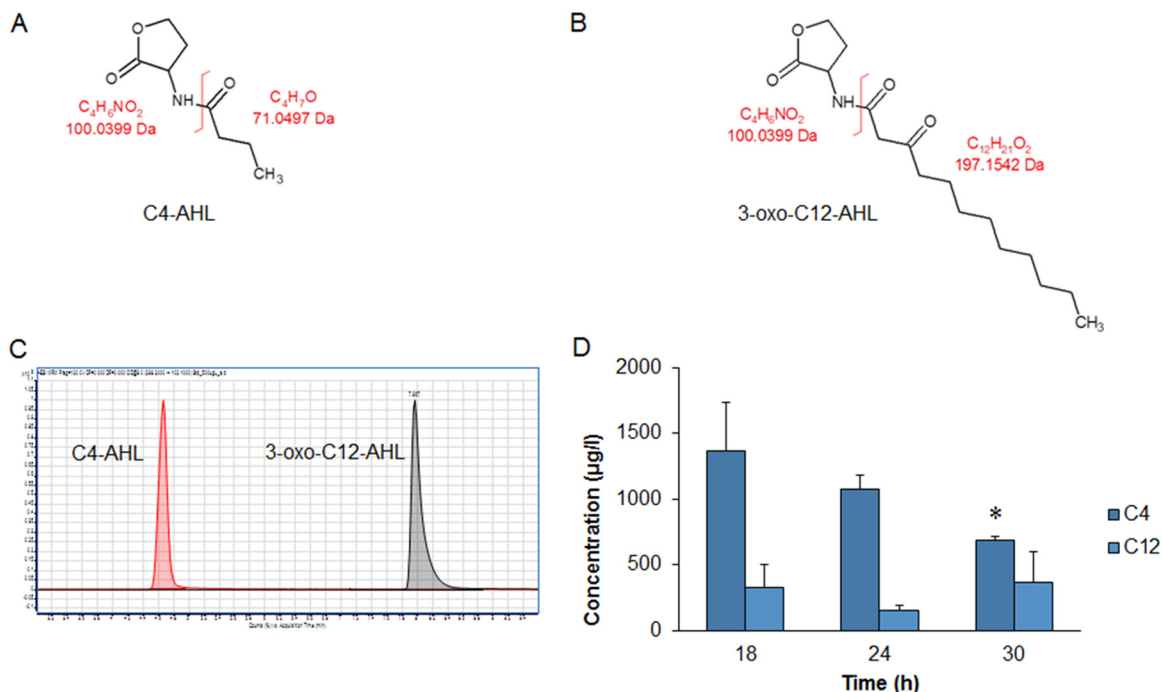 A
O
O
NH
O
C₄H₆NO₂
100.0399 Da
C₄H₇O
71.0497 Da
CH₃
C4-AHL
B
O
O
NH
O
O
C₄H₆NO₂
100.0399 Da
C₁₂H₂₁O₂
197.1542 Da
CH₃
3-oxo-C12-AHL
C
C4-AHL
3-oxo-C12-AHL
D
Concentration (µg/l)
2000
1500
1000
500
0
*
C4
C12
18
24
30
Time (h)